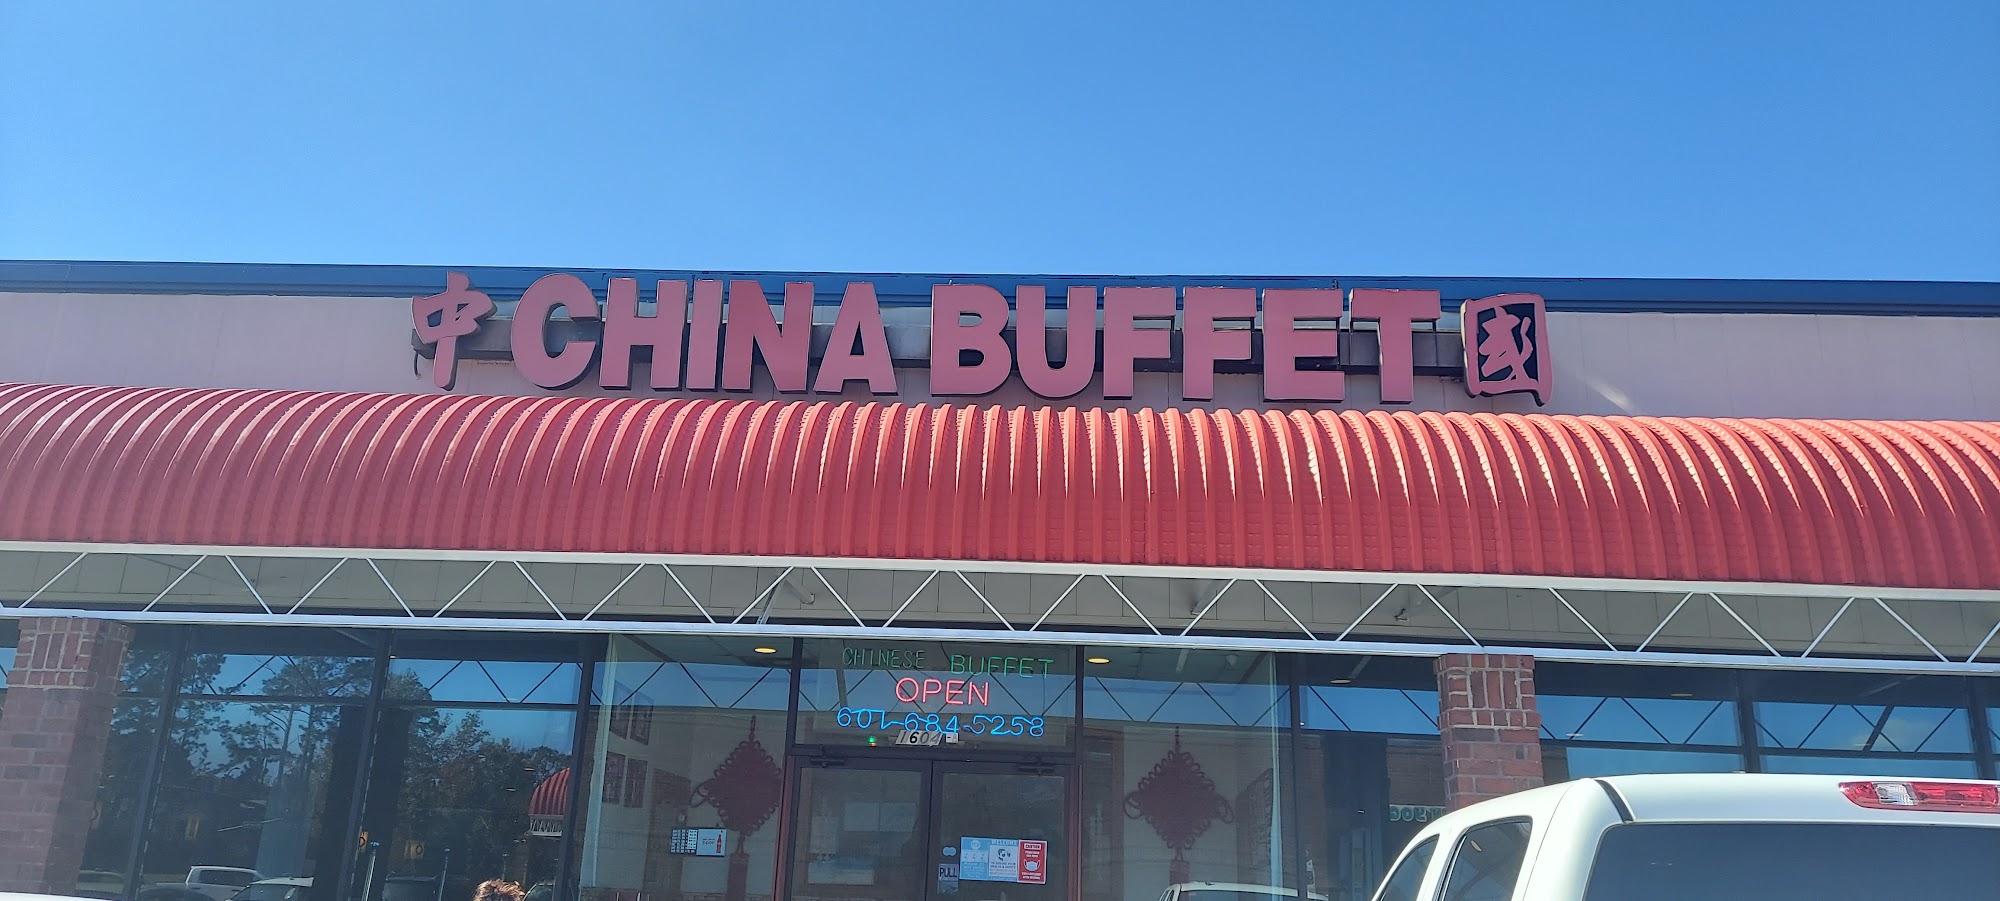 中 CHINA BUFFET 國
CHINESE BUFFET
OPEN
601-684-5258
1604
PULL